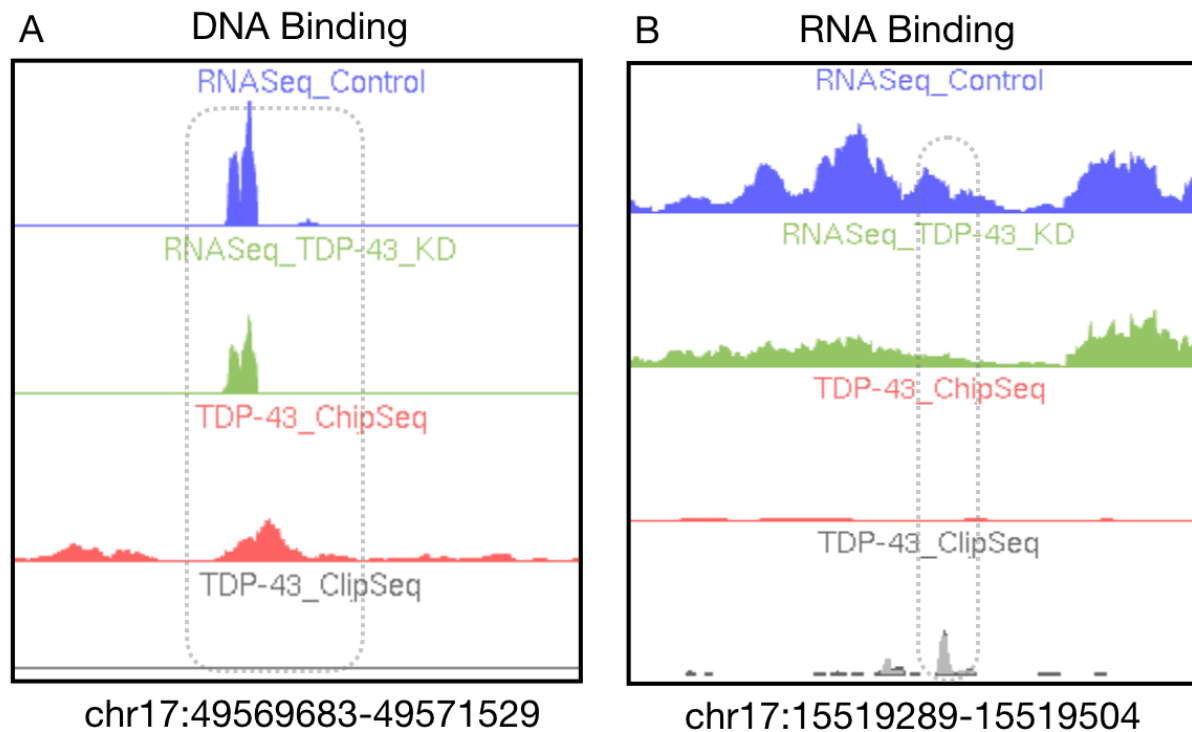 A
DNA Binding
RNASeq_Control
RNASeq_TDP-43_KD
TDP-43_ChipSeq
TDP-43_ClipSeq
chr17:49569683-49571529
B
RNA Binding
RNASeq_Control
RNASeq_TDP-43_KD
TDP-43_ChipSeq
TDP-43_ClipSeq
chr17:15519289-15519504